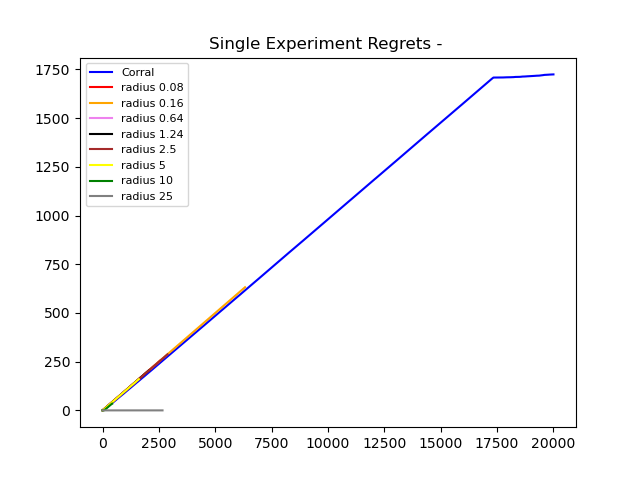 Single Experiment Regrets -
1750
1500
1250
1000
750
500
250
0
Corral
radius 0.08
radius 0.16
radius 0.64
radius 1.24
radius 2.5
radius 5
radius 10
radius 25
0 2500 5000 7500 10000 12500 15000 17500 20000